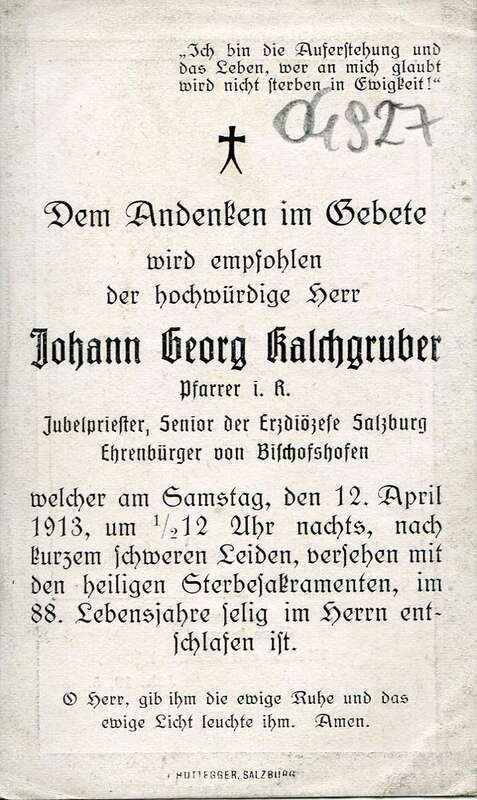 „Ich bin die Auferstehung und
das Leben, wer an mich glaubt
wird nicht sterben in Ewigkeit!“
Dem Andenken im Gebete
wird empfohlen
der hochwürdige Herr
Johann Georg Kalchgruber
Pfarrer i. R.
Jubelpriester, Senior der Erzdiözese Salzburg
Ehrenbürger von Bischofshofen
welcher am Samstag, den 12. April
1913, um 1/2 12 Uhr nachts, nach
kurzem schweren Leiden, versehen mit
den heiligen Sterbesakramenten, im
88. Lebensjahre selig im Herrn ent-
schlafen ist.
O Herr, gib ihm die ewige Ruhe und das
ewige Licht leuchte ihm. Amen.
HUTTEGGER, SALZBURG